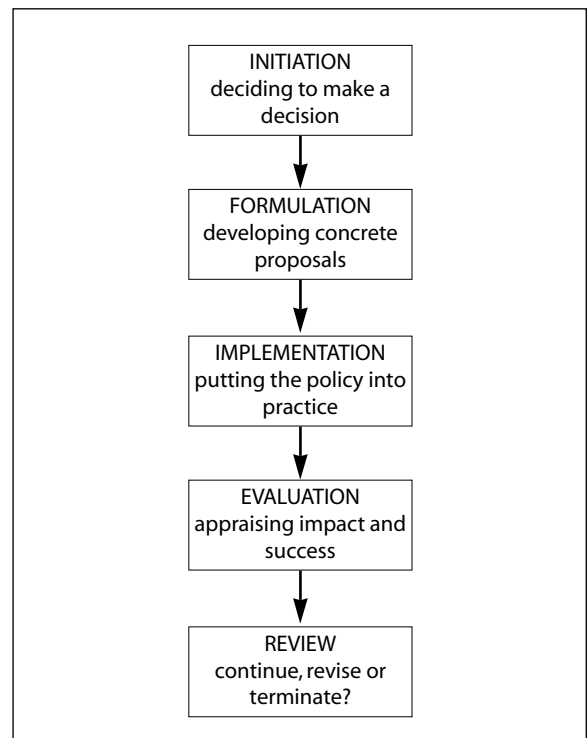 INITIATION
deciding to make a
decision
FORMULATION
developing concrete
proposals
IMPLEMENTATION
putting the policy into
practice
EVALUATION
appraising impact and
success
REVIEW
continue, revise or
terminate?